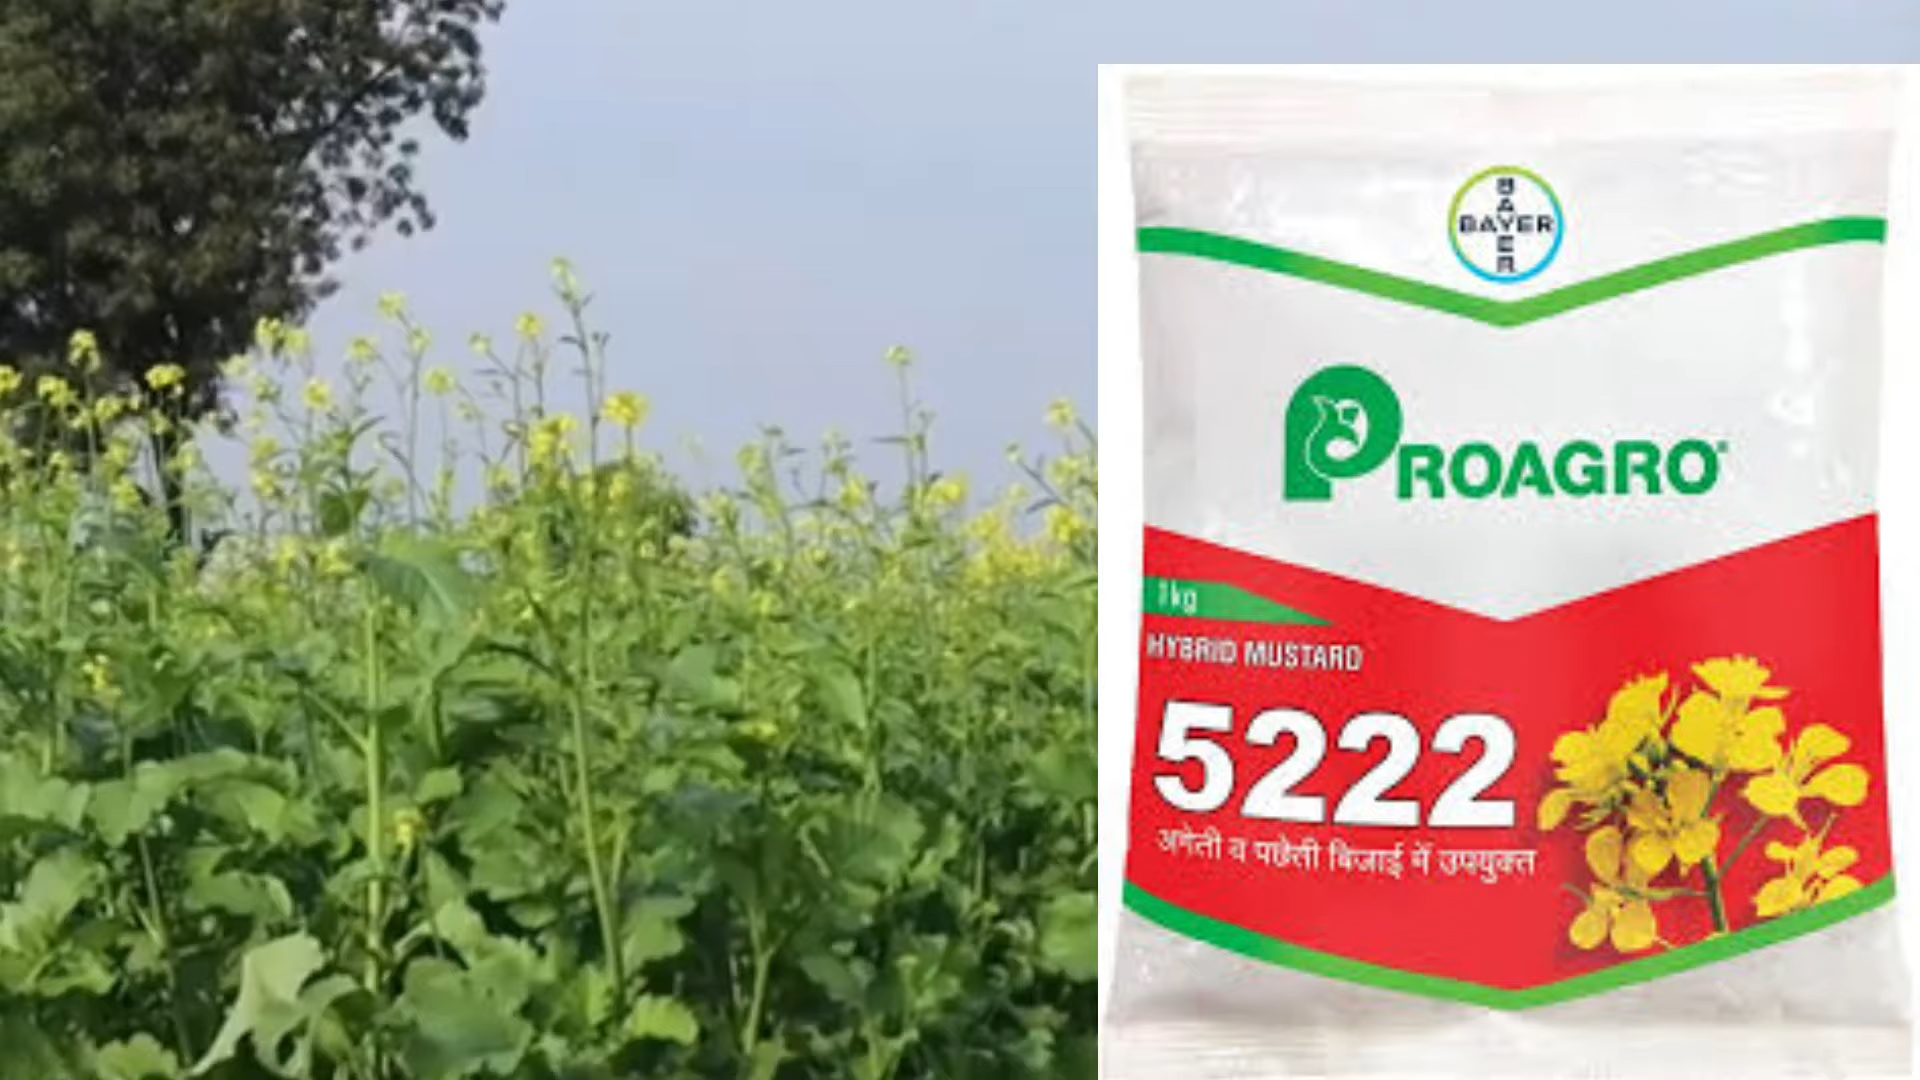 BAYER
BAYER
PROAGRO
1kg
HYBRID MUSTARD
5222
अगेती व पछेती बिजाई में उपयुक्त